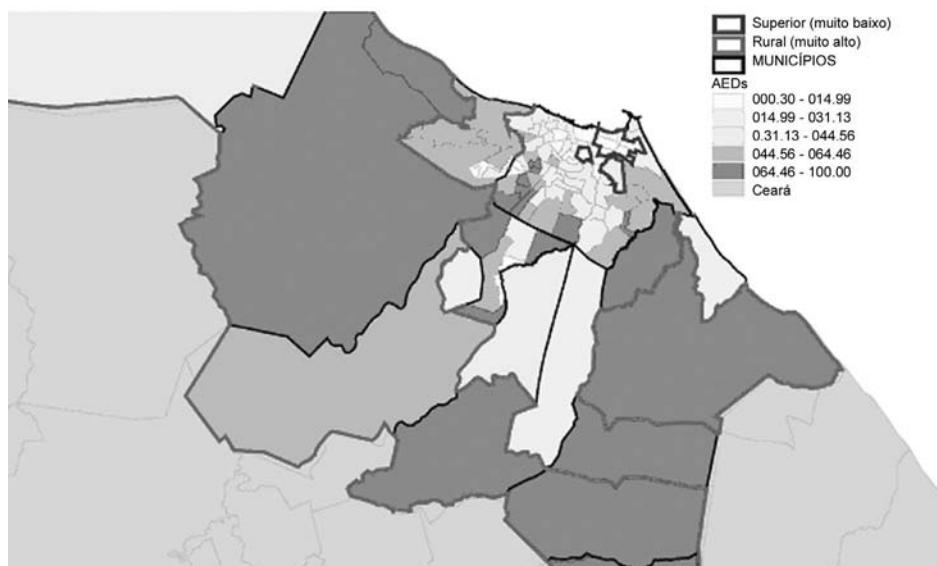 Superior (muito baixo)
Rural (muito alto)
MUNICÍPIOS
AEDs
000.30 - 014.99
014.99 - 031.13
0.31.13 - 044.56
044.56 - 064.46
064.46 - 100.00
Ceará